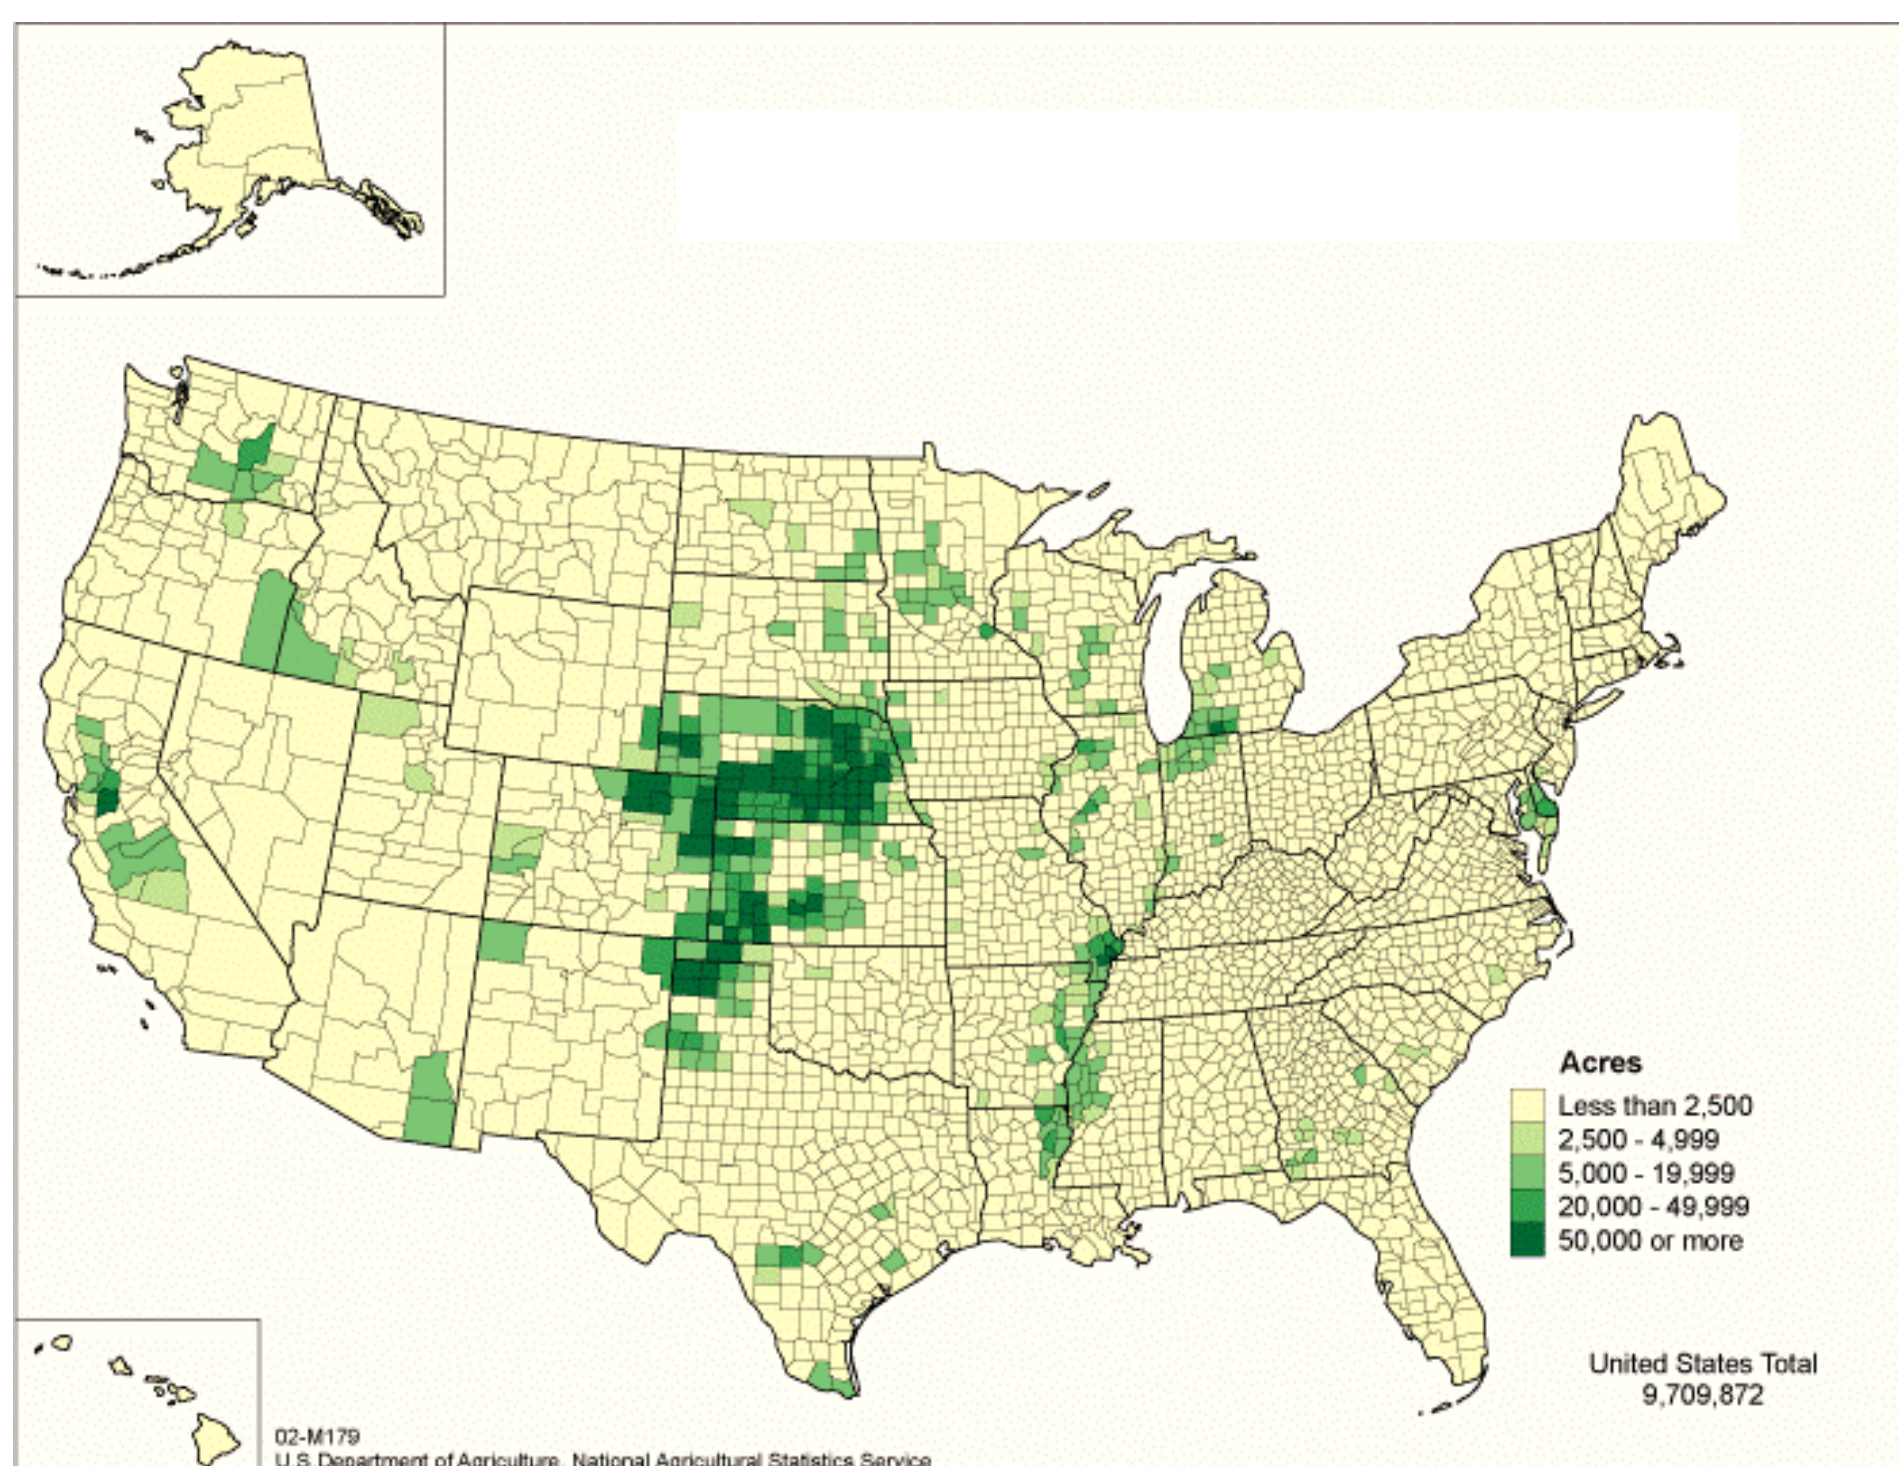 Acres
Less than 2,500
2,500 - 4,999
5,000 - 19,999
20,000 - 49,999
50,000 or more
United States Total
9,709,872
02-M179
U.S Department of Agriculture, National Agricultural Statistics Service